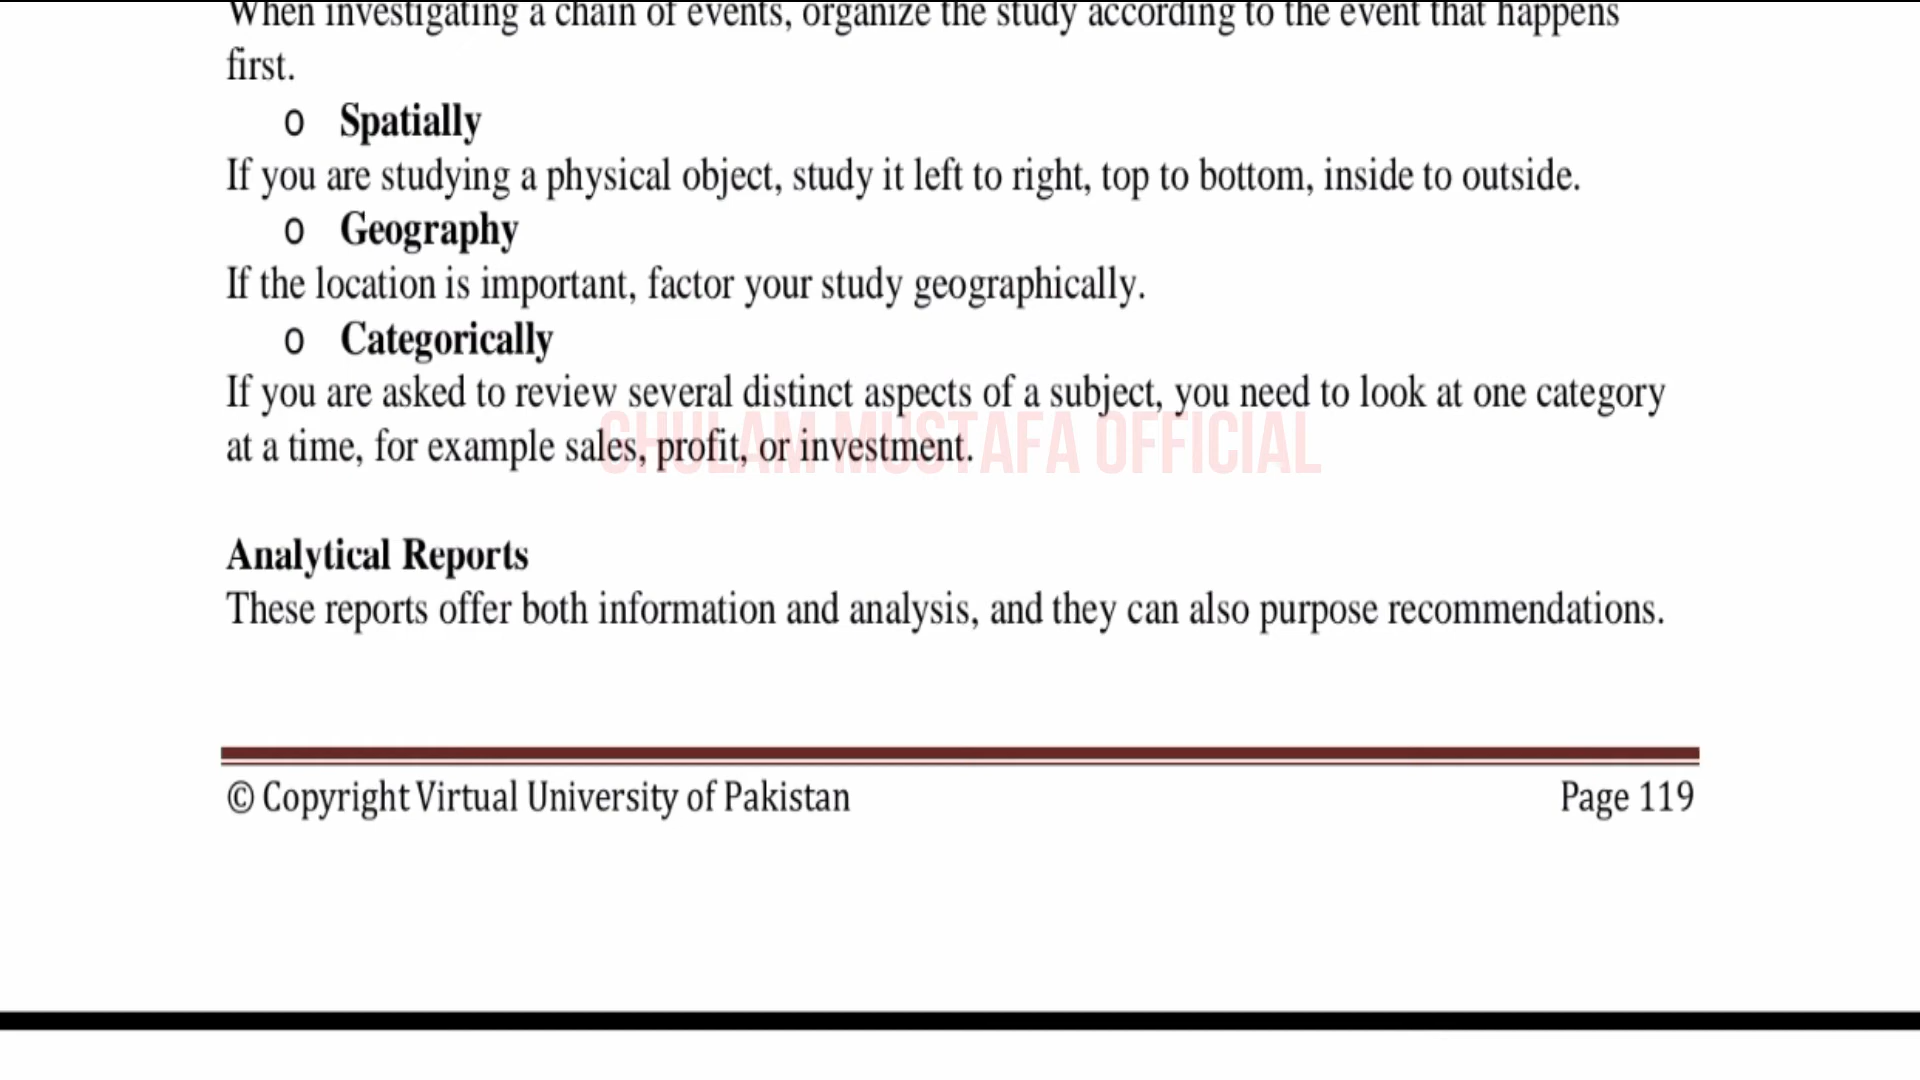 When investigating a chain of events, organize the study according to the event that happens
first.
o Spatially
If you are studying a physical object, study it left to right, top to bottom, inside to outside.
o Geography
If the location is important, factor your study geographically.
o Categorically
If you are asked to review several distinct aspects of a subject, you need to look at one category
at a time, for example sales, profit, or investment.
GHULAM MUSTAFA OFFICIAL
Analytical Reports
These reports offer both information and analysis, and they can also purpose recommendations.
© Copyright Virtual University of Pakistan Page 119